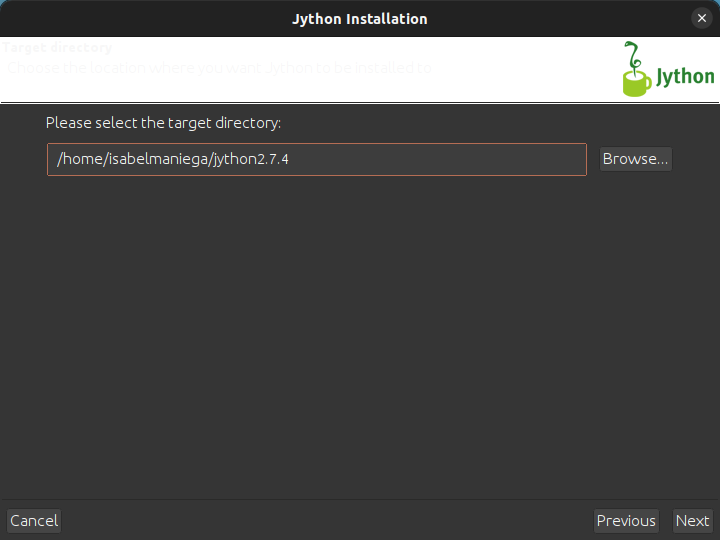 Jython Installation
Target directory
Choose the location where you want Jython to be installed to
Jython
Please select the target directory:
/home/isabelmaniega/jython2.7.4
Browse...
Cancel
Previous
Next